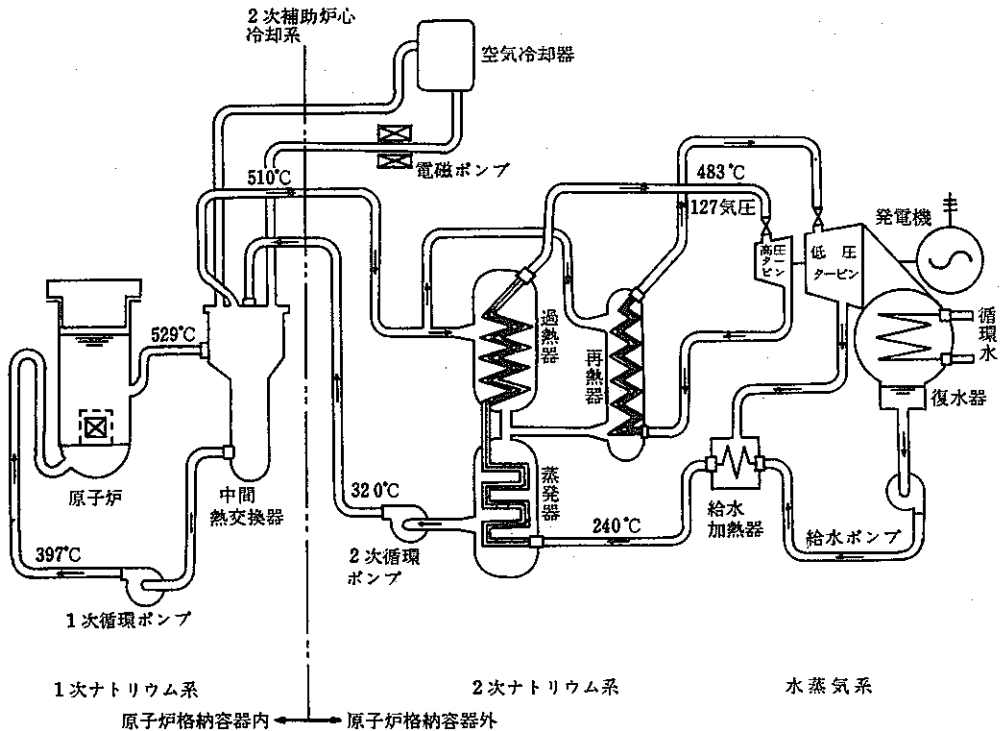 2次補助炉心
冷却系
空気冷却器
電磁ポンプ
510℃
483℃
127気圧
発電機
高圧
ター
ビン
低圧
タービン
循環水
過熱器
再熱器
復水器
529℃
原子炉
中間
熱交換器
320℃
蒸発器
240℃
給水
加熱器
給水ポンプ
2次循環
ポンプ
397℃
1次循環ポンプ
1次ナトリウム系
2次ナトリウム系
水蒸気系
原子炉格納容器内
原子炉格納容器外